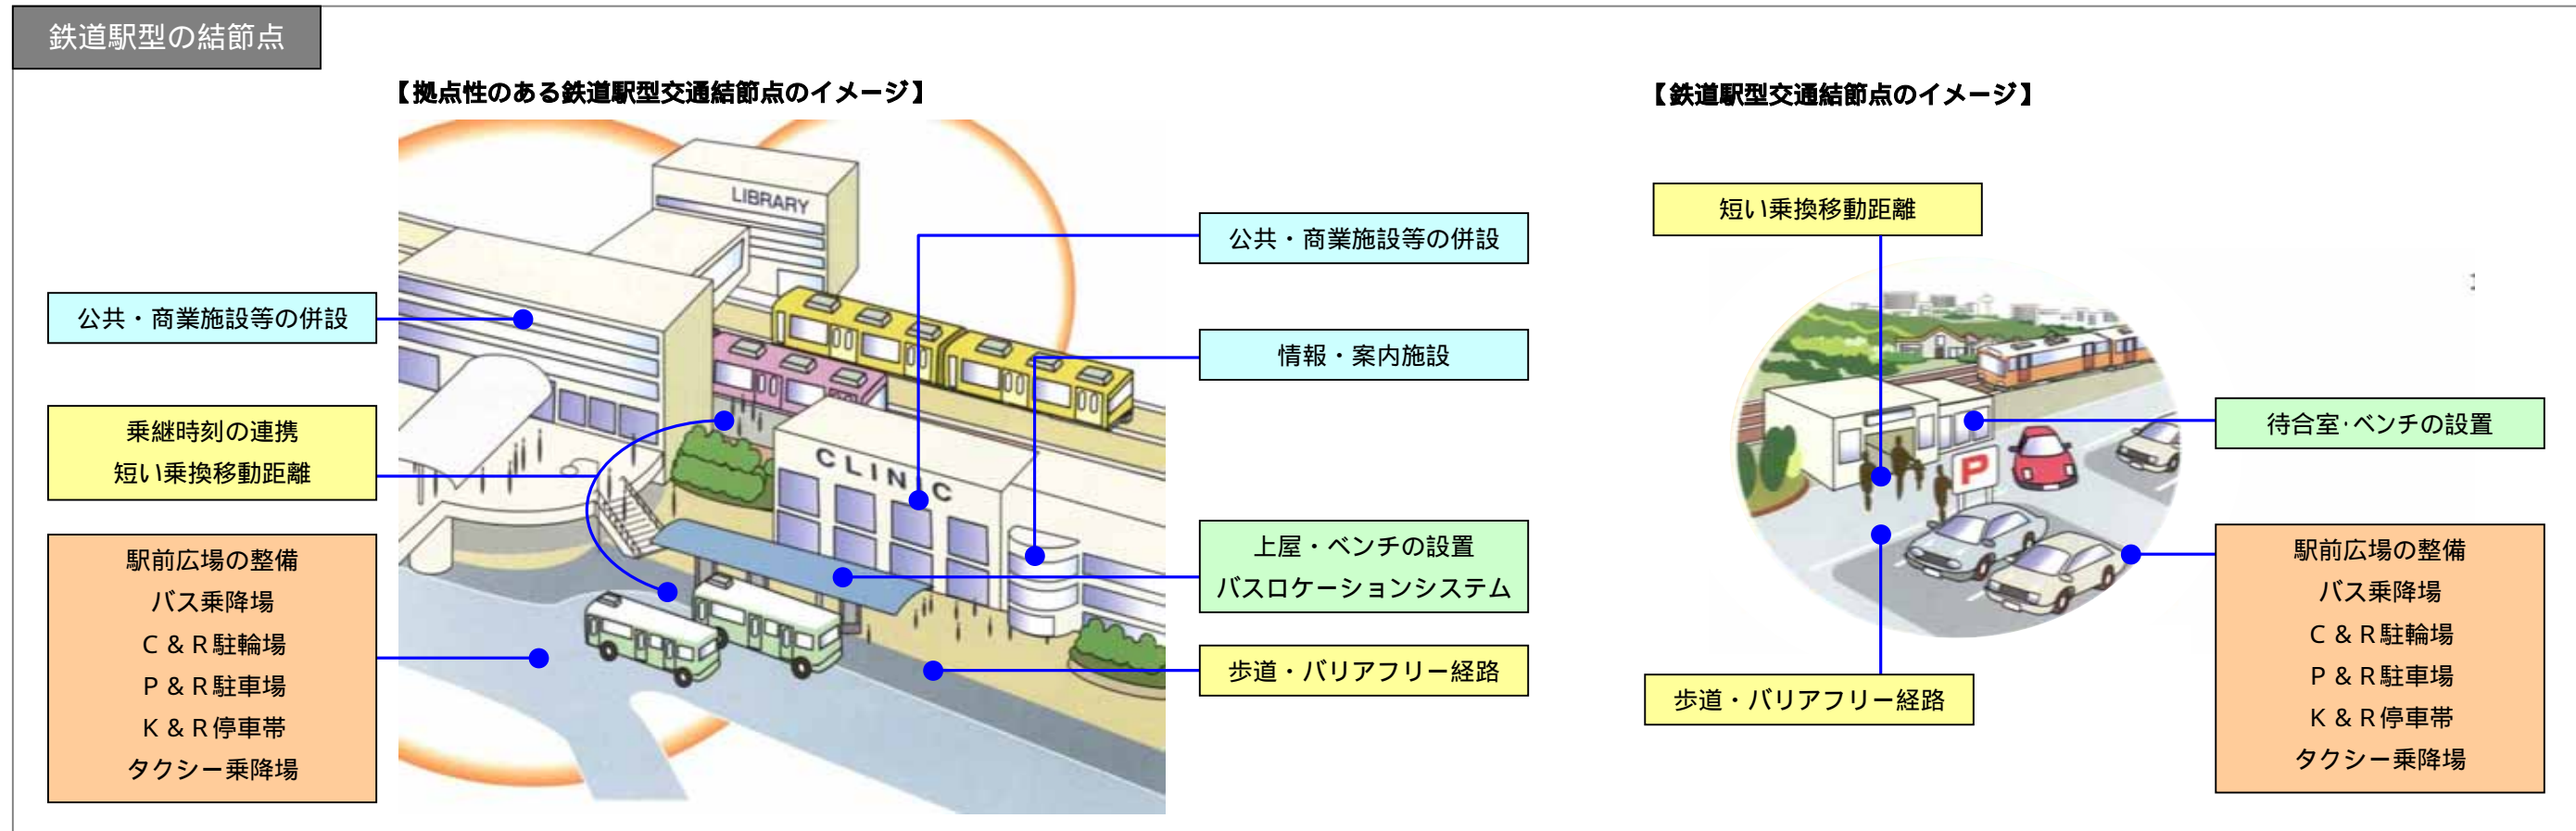 鉄道駅型の結節点
【拠点性のある鉄道駅型交通結節点のイメージ】
LIBRARY
CLINIC
公共・商業施設等の併設
乗継時刻の連携
短い乗換移動距離
駅前広場の整備
バス乗降場
C＆R駐輪場
P＆R駐車場
K＆R停車帯
タクシー乗降場
公共・商業施設等の併設
情報・案内施設
上屋・ベンチの設置
バスロケーションシステム
歩道・バリアフリー経路
【鉄道駅型交通結節点のイメージ】
短い乗換移動距離
P
待合室・ベンチの設置
歩道・バリアフリー経路
駅前広場の整備
バス乗降場
C＆R駐輪場
P＆R駐車場
K＆R停車帯
タクシー乗降場